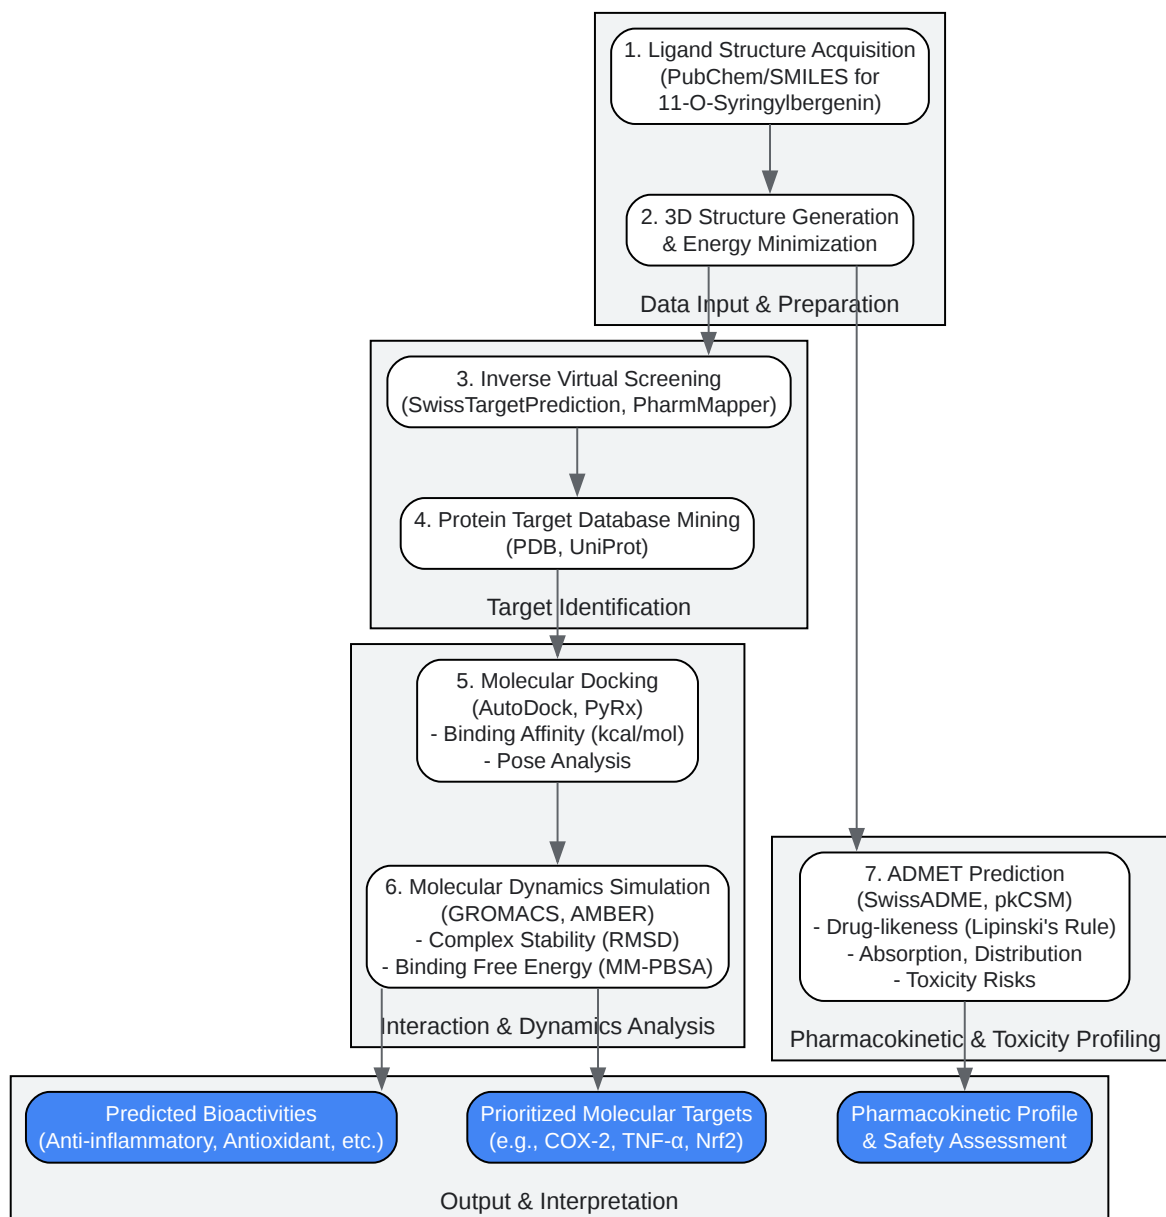 1. Ligand Structure Acquisition
(PubChem/SMILES for
11-O-Syringylbergenin)
2. 3D Structure Generation
& Energy Minimization
Data Input & Preparation
3. Inverse Virtual Screening
(SwissTargetPrediction, PharmMapper)
4. Protein Target Database Mining
(PDB, UniProt)
Target Identification
5. Molecular Docking
(AutoDock, PyRx)
- Binding Affinity (kcal/mol)
- Pose Analysis
6. Molecular Dynamics Simulation
(GROMACS, AMBER)
- Complex Stability (RMSD)
- Binding Free Energy (MM-PBSA)
Interaction & Dynamics Analysis
7. ADMET Prediction
(SwissADME, pkCSM)
- Drug-likeness (Lipinski's Rule)
- Absorption, Distribution
- Toxicity Risks
Pharmacokinetic & Toxicity Profiling
Predicted Bioactivities
(Anti-inflammatory, Antioxidant, etc.)
Prioritized Molecular Targets
(e.g., COX-2, TNF-α, Nrf2)
Pharmacokinetic Profile
& Safety Assessment
Output & Interpretation